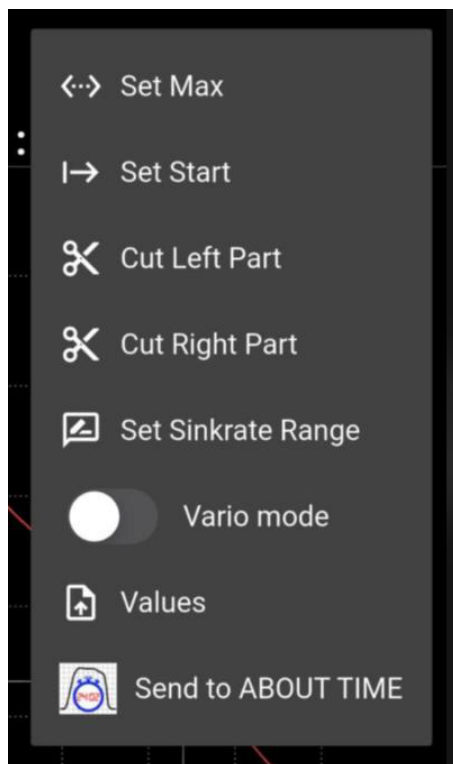 Set Max
Set Start
Cut Left Part
Cut Right Part
Set Sinkrate Range
Vario mode
Values
Send to ABOUT TIME